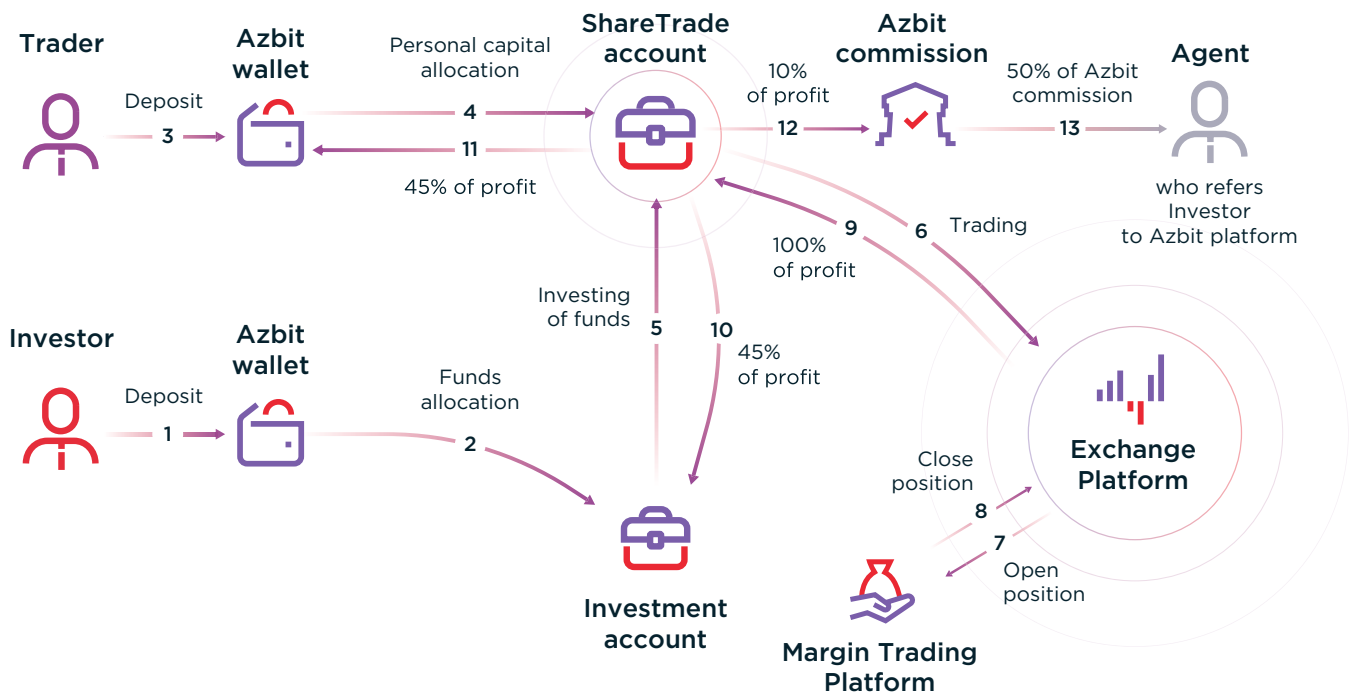 Trader
Deposit
3
Azbit
wallet
Personal capital
allocation
4
11
45% of profit
ShareTrade
account
10%
of profit
12
Azbit
commission
50% of Azbit
commission
13
Agent
who refers
Investor
to Azbit platform
9
100%
of profit
6
Trading
Investor
Deposit
1
Azbit
wallet
Funds
allocation
2
Investing
of funds
5
10
45%
of profit
Investment
account
Exchange
Platform
Close
position
8
7
Open
position
Margin Trading
Platform